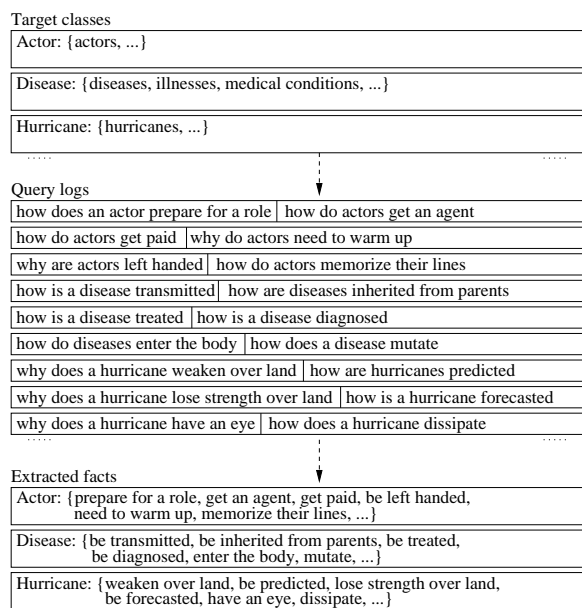 Target classes
Actor: {actors, ...}
Disease: {diseases, illnesses, medical conditions, ...}
Hurricane: {hurricanes, ...}
..... .....
Query logs
how does an actor prepare for a role how do actors get an agent
how do actors get paid why do actors need to warm up
why are actors left handed how do actors memorize their lines
how is a disease transmitted how are diseases inherited from parents
how is a disease treated how is a disease diagnosed
how do diseases enter the body how does a disease mutate
why does a hurricane weaken over land how are hurricanes predicted
why does a hurricane lose strength over land how is a hurricane forecasted
why does a hurricane have an eye how does a hurricane dissipate
..... .....
Extracted facts
Actor: {prepare for a role, get an agent, get paid, be left handed,
need to warm up, memorize their lines, ...}
Disease: {be transmitted, be inherited from parents, be treated,
be diagnosed, enter the body, mutate, ...}
Hurricane: {weaken over land, be predicted, lose strength over land,
be forecasted, have an eye, dissipate, ...}